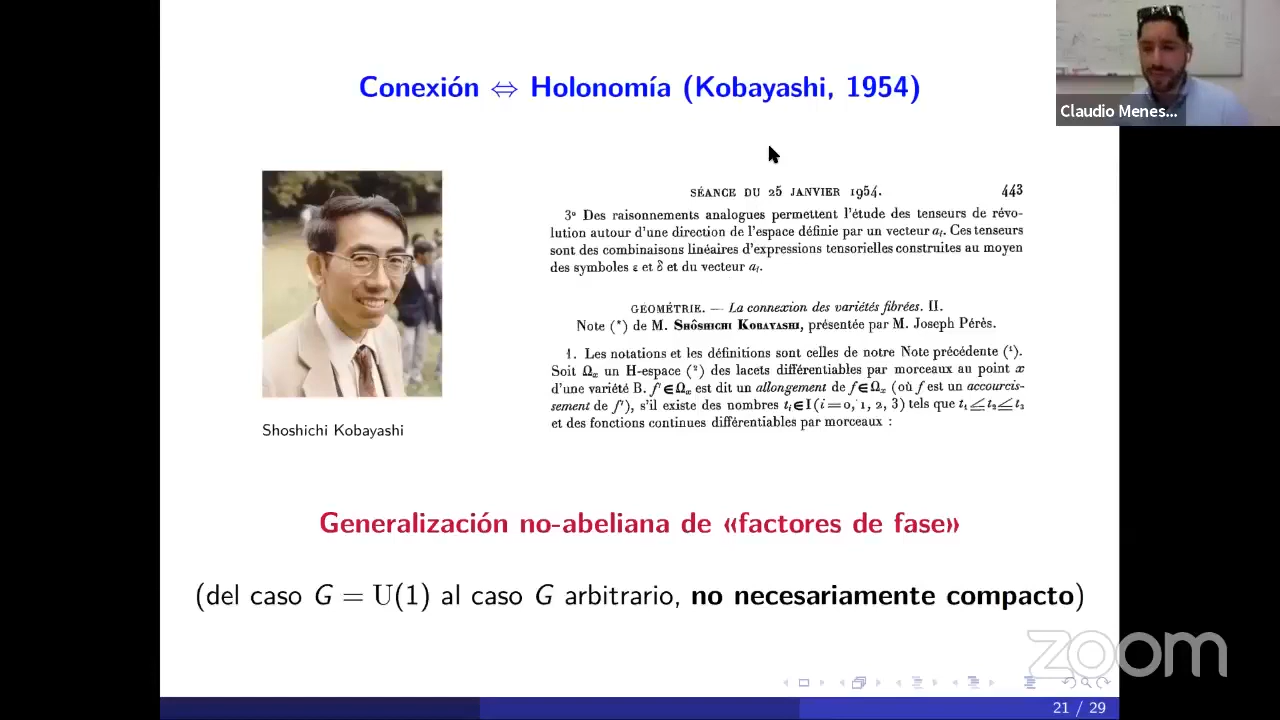 Conexión ⇔ Holonomía (Kobayashi, 1954)
Claudio Menes...
SÉANCE DU 25 JANVIER 1954. 443
3° Des raisonnements analogues permettent l'étude des tenseurs de révo-
lution autour d'une direction de l'espace définie par un vecteur aᵢ. Ces tenseurs
sont des combinaisons linéaires d'expressions tensorielles construites au moyen
des symboles ε et δ et du vecteur aᵢ.
GÉOMÉTRIE. — La connexion des variétés fibrées. II.
Note (*) de M. Shôshichi Kobayashi, présentée par M. Joseph Pérès.
1. Les notations et les définitions sont celles de notre Note précédente (¹).
Soit Ωₓ un H-espace (²) des lacets différentiables par morceaux au point x
d'une variété B. f'∈Ωₓ est dit un allongement de f∈Ωₓ (où f est un accourcis-
sement de f'), s'il existe des nombres tᵢ∈I(i=0, 1, 2, 3) tels que t₁≤t₂≤t₃
et des fonctions continues différentiables par morceaux :
Shoshichi Kobayashi
Generalización no-abeliana de «factores de fase»
(del caso G = U(1) al caso G arbitrario, no necesariamente compacto)
zoom
21 / 29